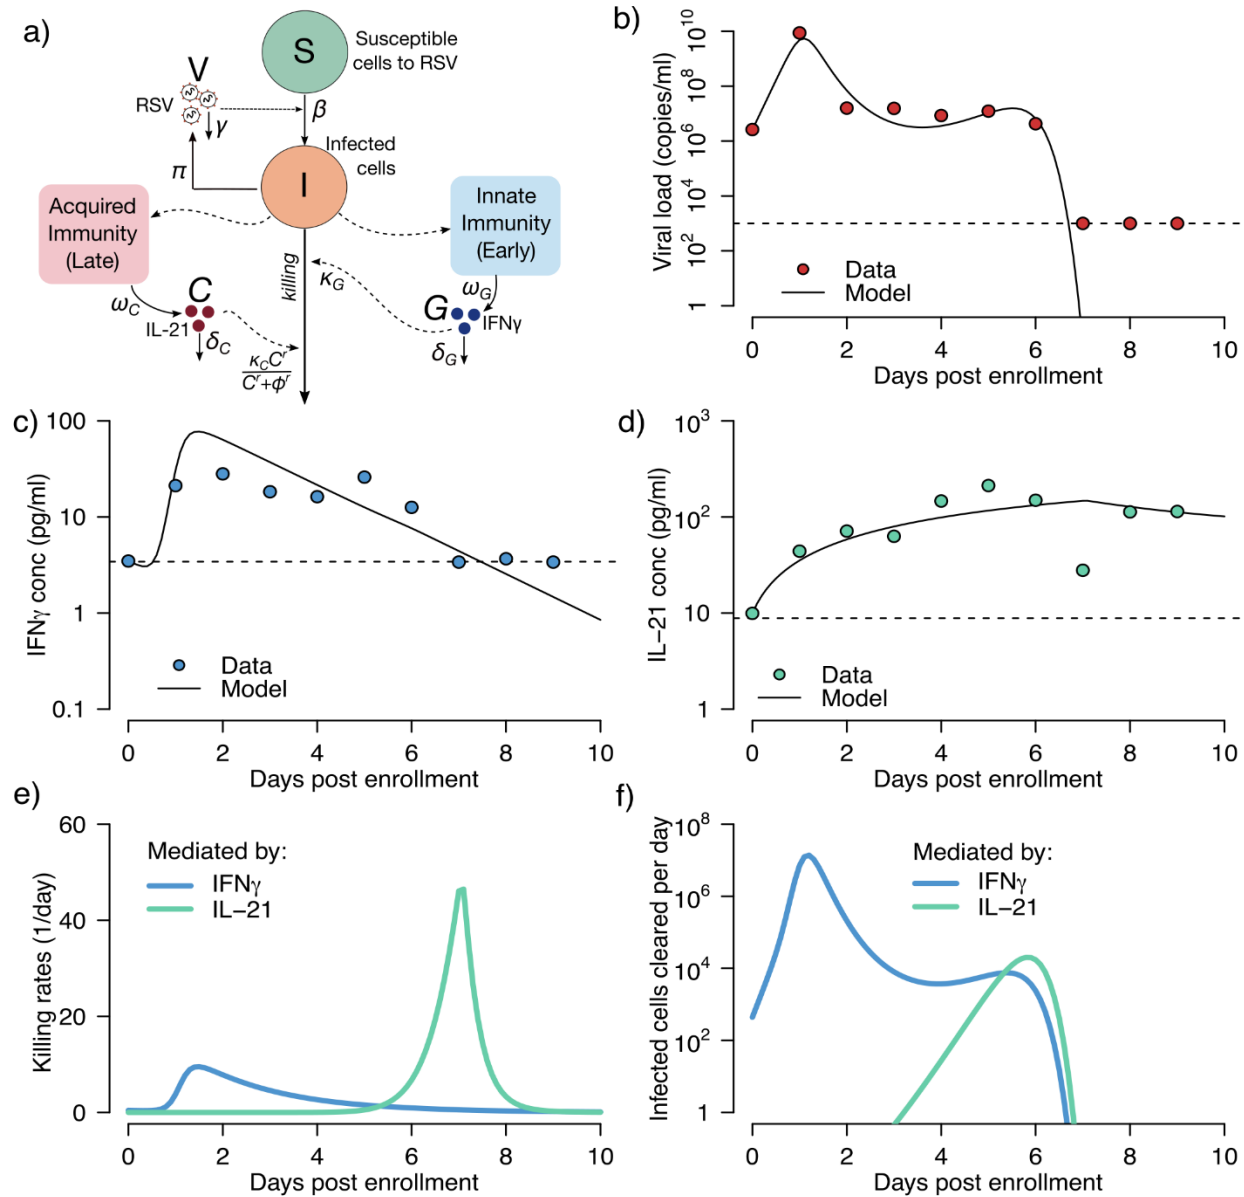 a)
S
Susceptible
cells to RSV
V
RSV
γ
β
π
Infected
cells
I
Acquired
Immunity
(Late)
Innate
Immunity
(Early)
killing
κG
ωC
C
IL-21
δC
ωG
G
IFNγ
δG
κCC^r
C^r+ϕ^r
b)
Viral load (copies/ml)
10^10
10^8
10^6
10^4
10^2
1
Data
Model
0 2 4 6 8 10
Days post enrollment
c)
IFNγ conc (pg/ml)
100
10
1
0.1
Data
Model
0 2 4 6 8 10
Days post enrollment
d)
IL−21 conc (pg/ml)
10^3
10^2
10
1
Data
Model
0 2 4 6 8 10
Days post enrollment
e)
Killing rates (1/day)
60
40
20
0
Mediated by:
IFNγ
IL−21
0 2 4 6 8 10
Days post enrollment
f)
Infected cells cleared per day
10^8
10^6
10^4
10^2
1
Mediated by:
IFNγ
IL−21
0 2 4 6 8 10
Days post enrollment